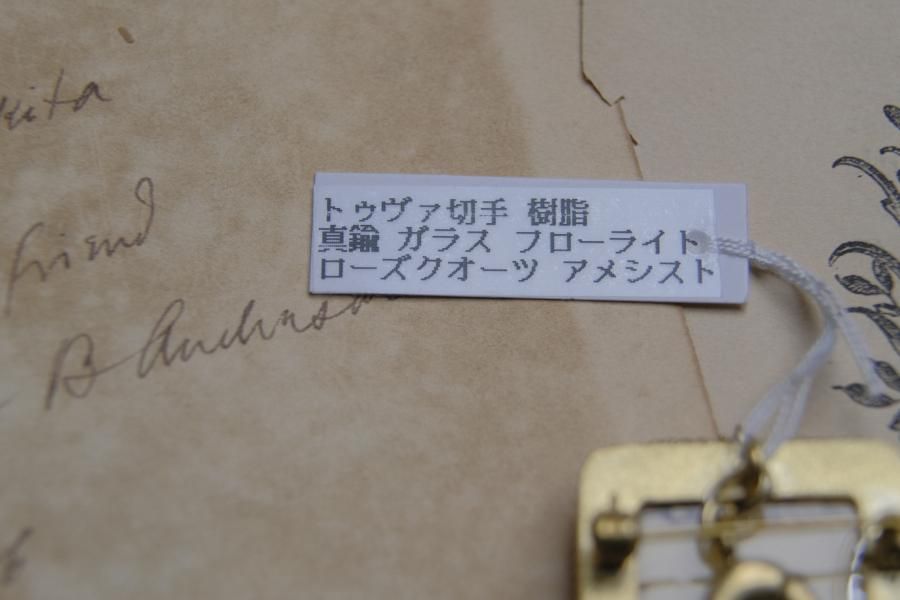 トゥヴァ切手 樹脂
真鍮 ガラス フローライト
ローズクオーツ アメシスト
friend